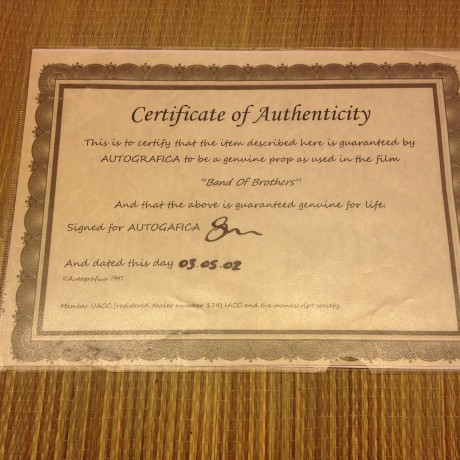 Certificate of Authenticity
This is to certify that the item described here is guaranteed by
AUTOGRAFICA to be a genuine prop as used in the film
"Band Of Brothers"
And that the above is guaranteed genuine for life.
Signed for AUTOGAFICA
And dated this day 03.05.02
©Autografica 1997
Member UACC (registered dealer number 179) IACC and the manuscript society.